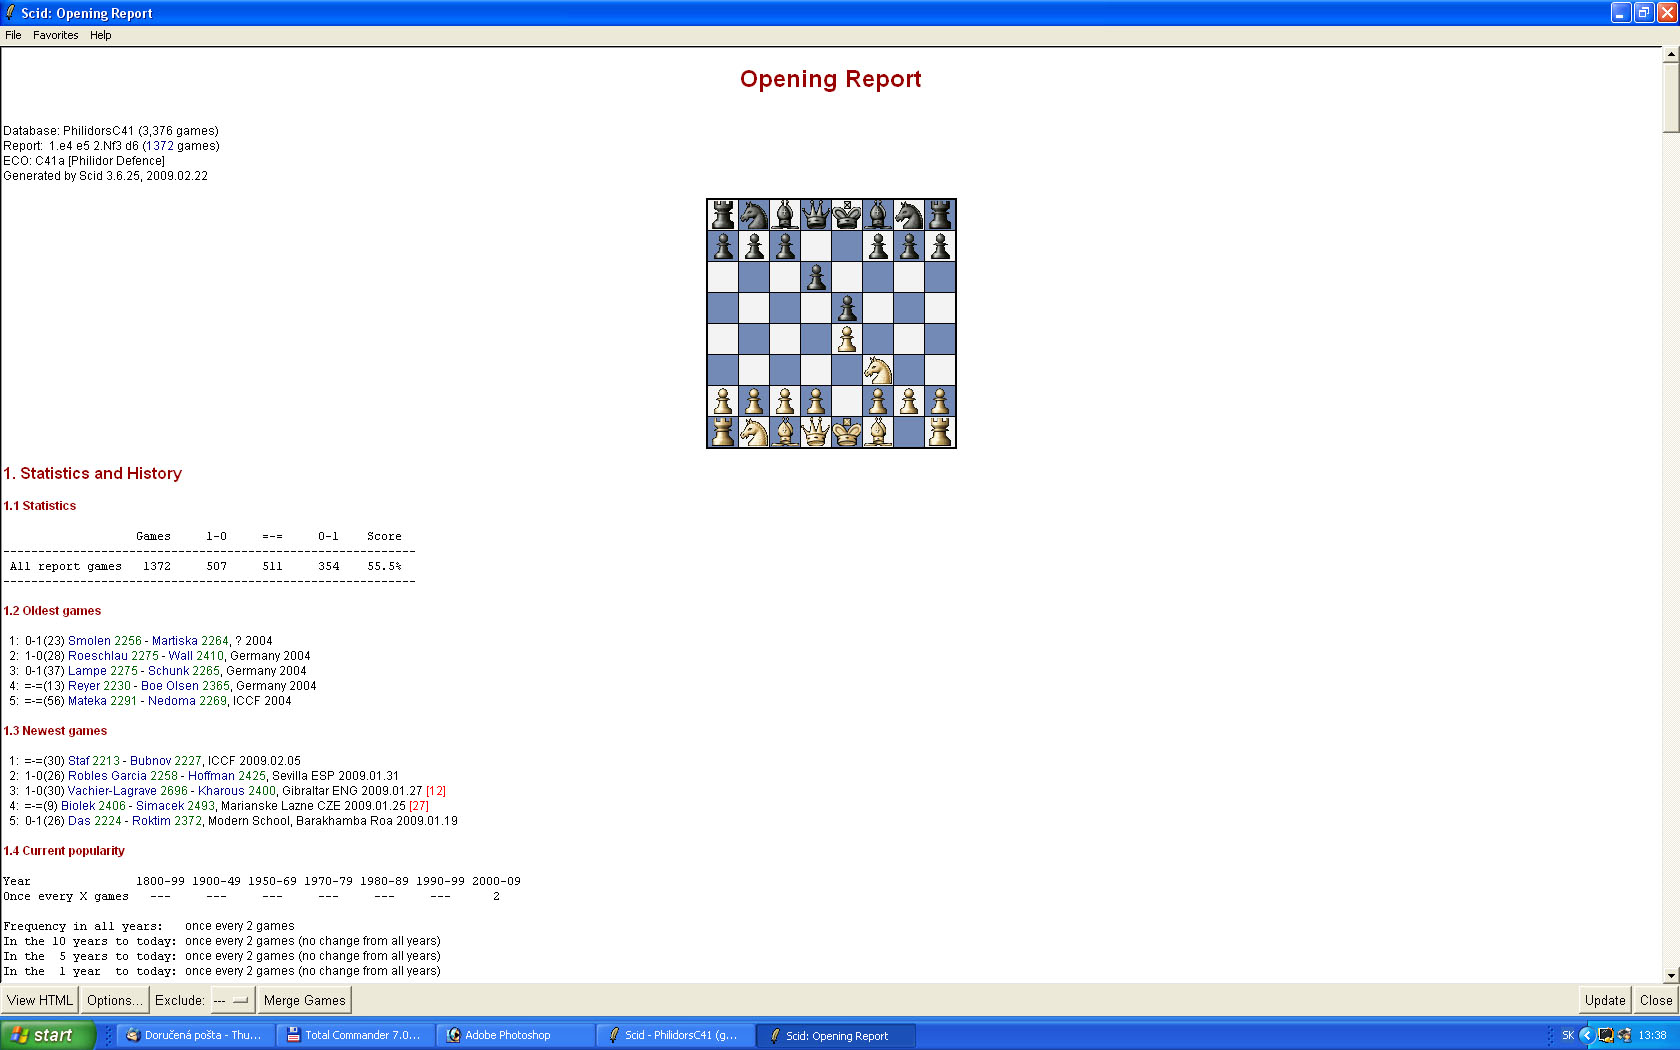 Scid: Opening Report
File Favorites Help
Opening Report
Database: PhilidorsC41 (3,376 games)
Report: 1.e4 e5 2.Nf3 d6 (1372 games)
ECO: C41a [Philidor Defence]
Generated by Scid 3.6.25, 2009.02.22
1. Statistics and History
1.1 Statistics
Games 1-0 =-= 0-1 Score
-----------------------------------------------------------
All report games 1372 507 511 354 55.5%
-----------------------------------------------------------
1.2 Oldest games
1: 0-1(23) Smolen 2256 - Martiska 2264, ? 2004
2: 1-0(28) Roeschlau 2275 - Wall 2410, Germany 2004
3: 0-1(37) Lampe 2275 - Schunk 2265, Germany 2004
4: =-=(13) Reyer 2230 - Boe Olsen 2365, Germany 2004
5: =-=(56) Mateka 2291 - Nedoma 2269, ICCF 2004
1.3 Newest games
1: =-=(30) Staf 2213 - Bubnov 2227, ICCF 2009.02.05
2: 1-0(26) Robles Garcia 2258 - Hoffman 2425, Sevilla ESP 2009.01.31
3: 1-0(30) Vachier-Lagrave 2696 - Kharous 2400, Gibraltar ENG 2009.01.27 [12]
4: =-=(9) Biolek 2406 - Simacek 2493, Marianske Lazne CZE 2009.01.25 [27]
5: 0-1(26) Das 2224 - Roktim 2372, Modern School, Barakhamba Roa 2009.01.19
1.4 Current popularity
Year 1800-99 1900-49 1950-69 1970-79 1980-89 1990-99 2000-09
Once every X games --- --- --- --- --- --- 2
Frequency in all years: once every 2 games
In the 10 years to today: once every 2 games (no change from all years)
In the 5 years to today: once every 2 games (no change from all years)
In the 1 year to today: once every 2 games (no change from all years)
View HTML Options... Exclude: --- Merge Games Update Close
start Doručená pošta - Thu... Total Commander 7.0... Adobe Photoshop Scid - PhilidorsC41 (g... Scid: Opening Report SK 13:38